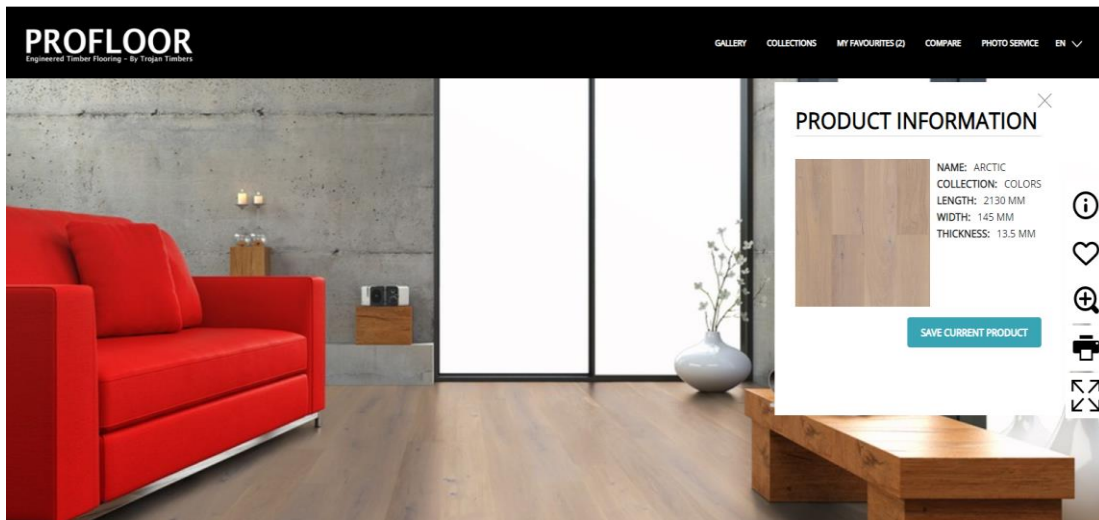 PROFLOOR
Engineered Timber Flooring - By Trojan Timbers
GALLERY COLLECTIONS MY FAVOURITES (2) COMPARE PHOTO SERVICE EN
PRODUCT INFORMATION
NAME: ARCTIC
COLLECTION: COLORS
LENGTH: 2130 MM
WIDTH: 145 MM
THICKNESS: 13.5 MM
SAVE CURRENT PRODUCT